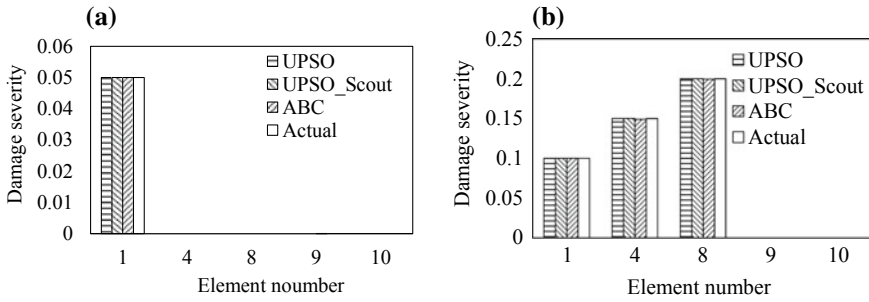 (a)
0.06
0.05
0.04
0.03
0.02
0.01
0
Damage severity
UPSO
UPSO_Scout
ABC
Actual
1 4 8 9 10
Element noumber
(b)
0.25
0.2
0.15
0.1
0.05
0
Damage severity
UPSO
UPSO_Scout
ABC
Actual
1 4 8 9 10
Element number